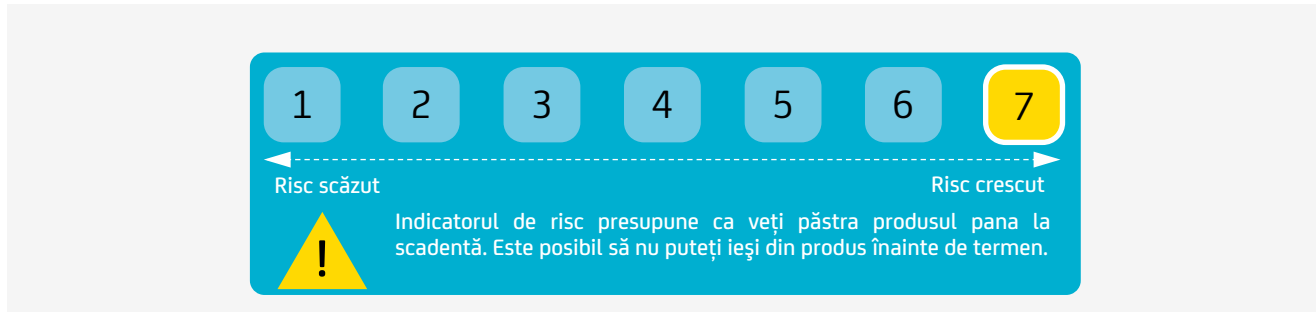 1 2 3 4 5 6 7
Risc scăzut Risc crescut
! Indicatorul de risc presupune ca veți păstra produsul pana la
scadentă. Este posibil să nu puteți ieşi din produs înainte de termen.